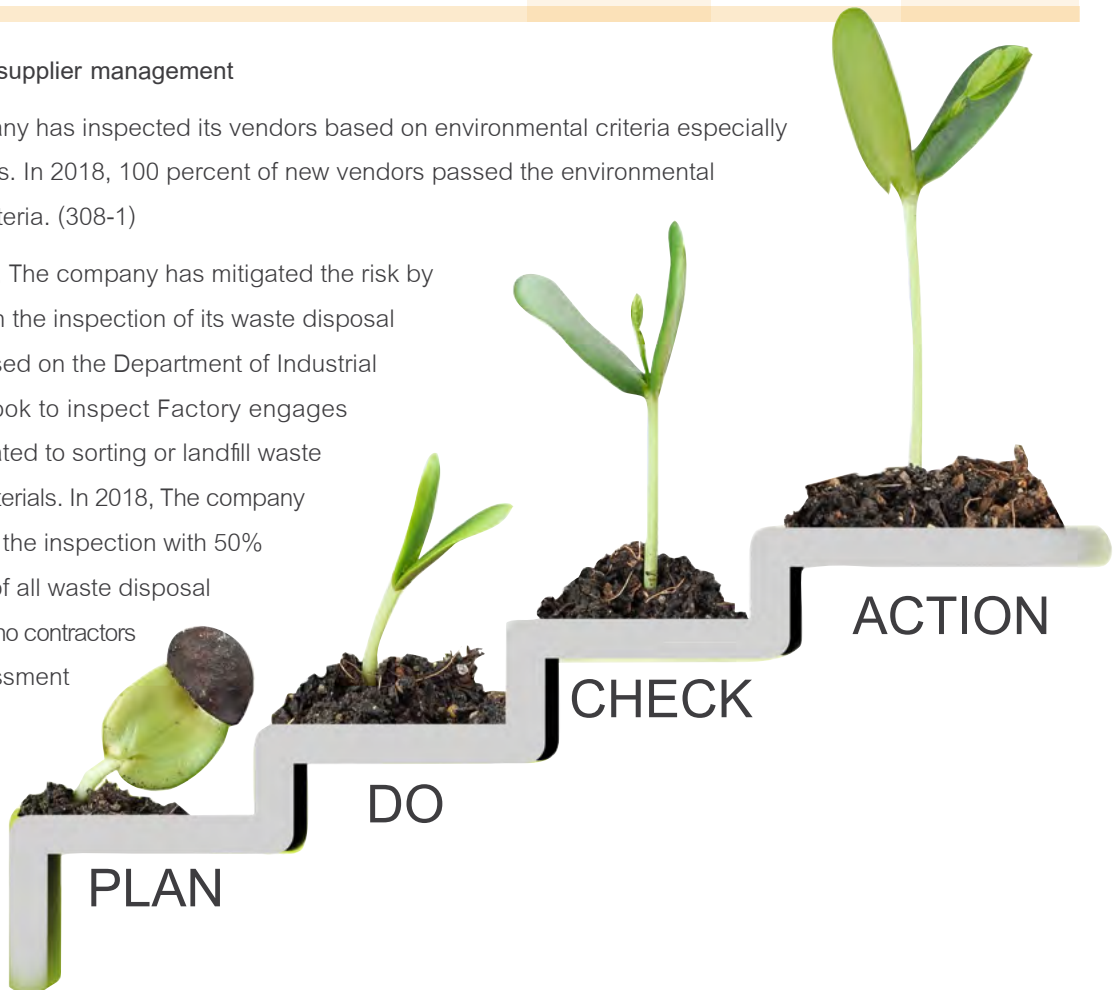 supplier management
any has inspected its vendors based on environmental criteria especially
s. In 2018, 100 percent of new vendors passed the environmental
teria. (308-1)
The company has mitigated the risk by
n the inspection of its waste disposal
sed on the Department of Industrial
ook to inspect Factory engages
ated to sorting or landfill waste
terials. In 2018, The company
the inspection with 50%
of all waste disposal
no contractors
ssment
ACTION
CHECK
DO
PLAN